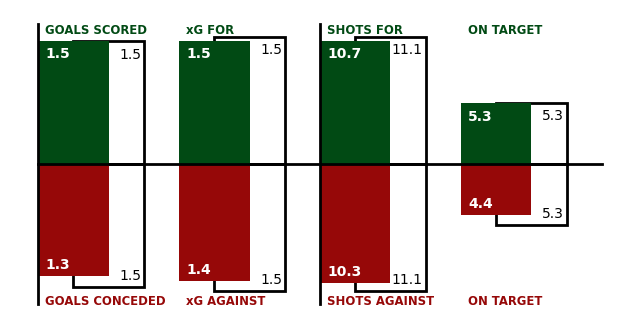 GOALS SCORED xG FOR SHOTS FOR ON TARGET
1.5 1.5 1.5 1.5 10.7 11.1 5.3 5.3
1.3 1.5 1.4 1.5 10.3 11.1 4.4 5.3
GOALS CONCEDED xG AGAINST SHOTS AGAINST ON TARGET